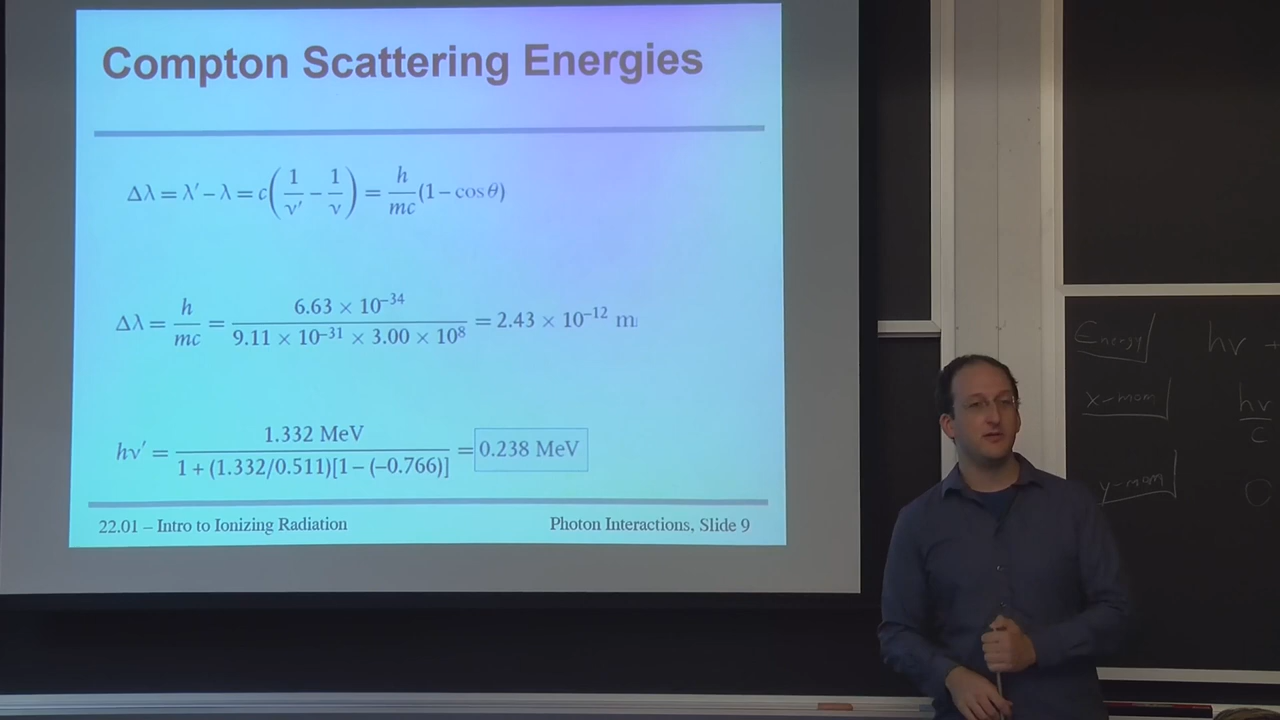 Compton Scattering Energies
Δλ = λ′ − λ = c(1/ν′ − 1/ν) = h/mc (1 − cos θ)
Δλ = h/mc = 6.63 × 10⁻³⁴ / 9.11 × 10⁻³¹ × 3.00 × 10⁸ = 2.43 × 10⁻¹² m
hν′ = 1.332 MeV / 1 + (1.332/0.511)[1 − (−0.766)] = 0.238 MeV
22.01 – Intro to Ionizing Radiation
Photon Interactions, Slide 9
Energy hν +
x-mom hν/c
y-mom O